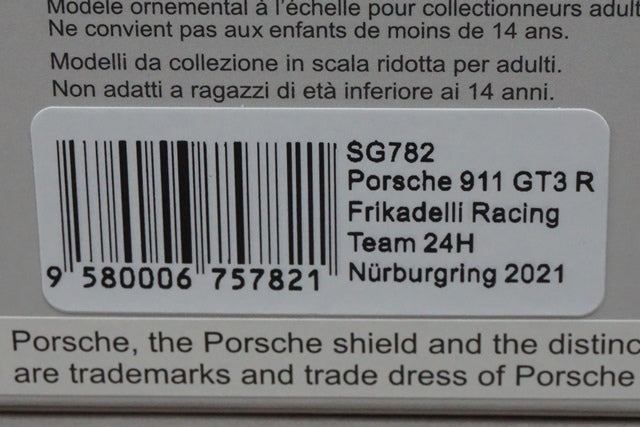 Modèle ornemental à l'échelle pour collectionneurs
Ne convient pas aux enfants de moins de 14 ans.
Modelli da collezione in scala ridotta per adulti.
Non adatti a ragazzi di età inferiore ai 14 anni.
SG782
Porsche 911 GT3 R
Frikadelli Racing
Team 24H
Nürburgring 2021
9 580006 757821
Porsche, the Porsche shield and the
are trademarks and trade dress of Porsche